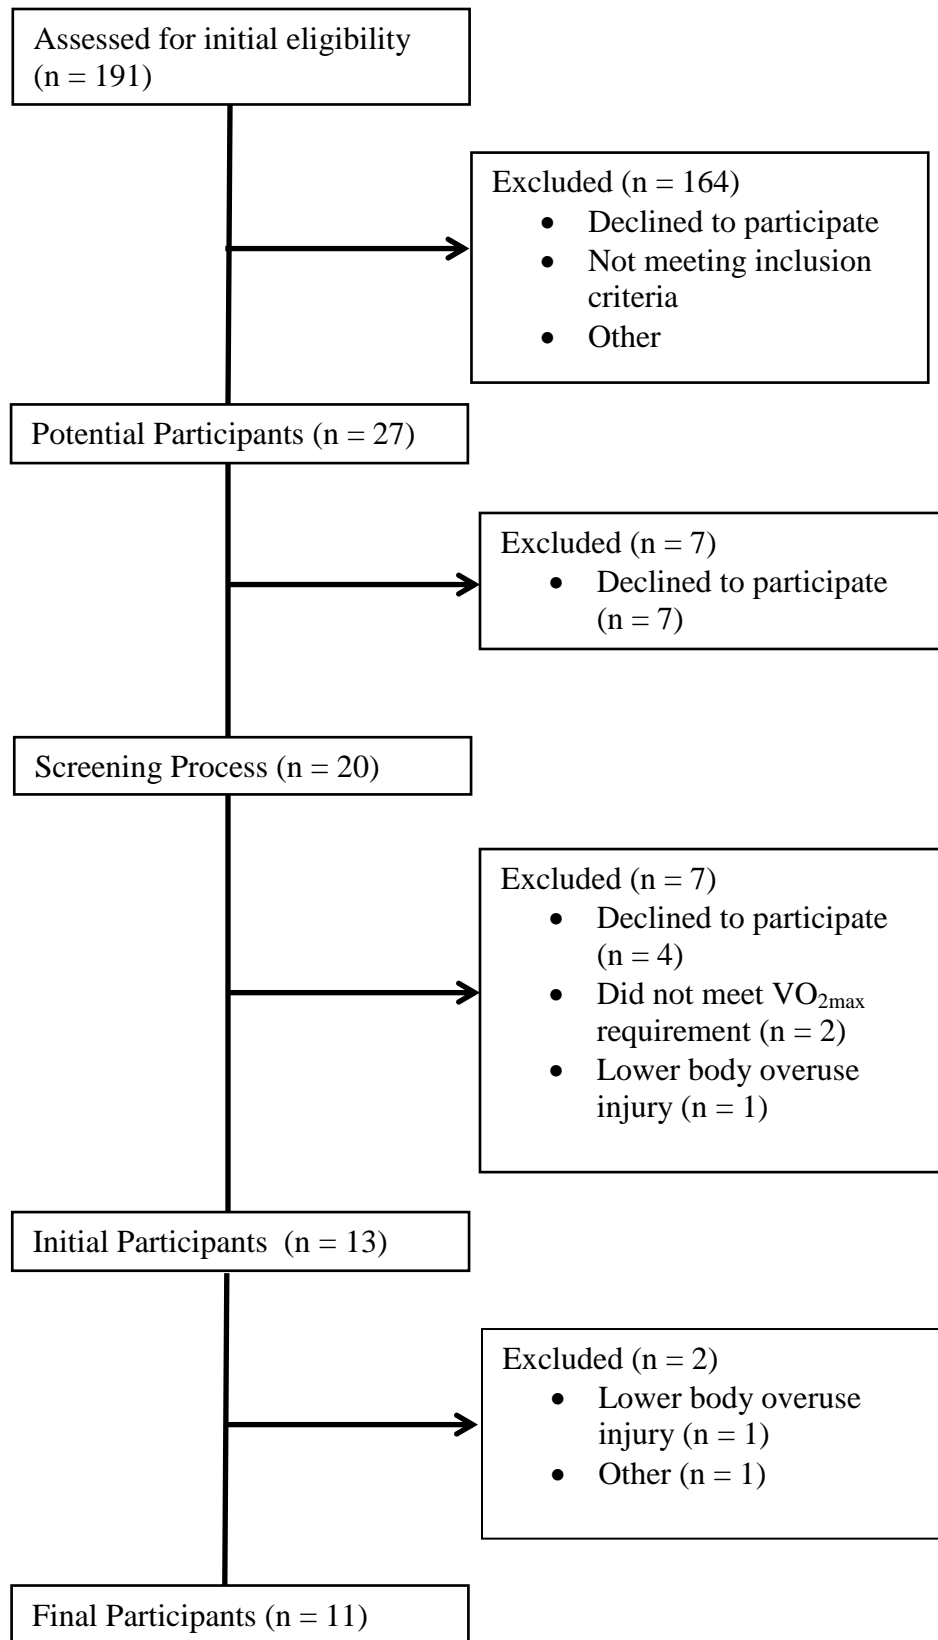 Assessed for initial eligibility
(n = 191)
Excluded (n = 164)
• Declined to participate
• Not meeting inclusion
criteria
• Other
Potential Participants (n = 27)
Excluded (n = 7)
• Declined to participate
(n = 7)
Screening Process (n = 20)
Excluded (n = 7)
• Declined to participate
(n = 4)
• Did not meet VO₂max
requirement (n = 2)
• Lower body overuse
injury (n = 1)
Initial Participants  (n = 13)
Excluded (n = 2)
• Lower body overuse
injury (n = 1)
• Other (n = 1)
Final Participants (n = 11)